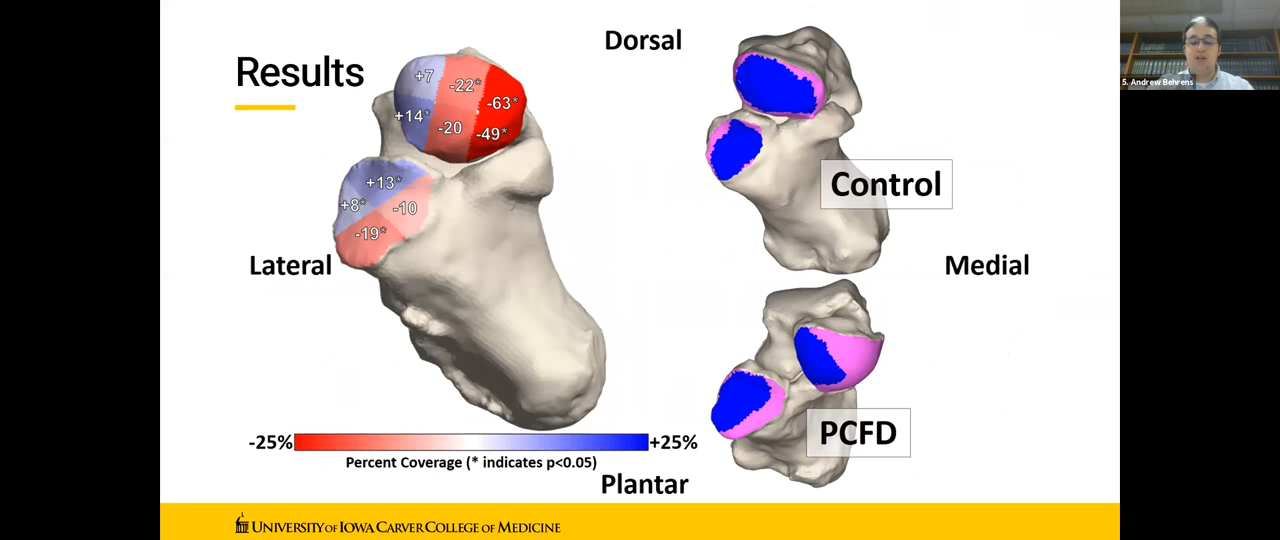 Results
Dorsal
5. Andrew Behrens
+7
-22*
-63*
+14*
-20
-49*
+13*
+8*
-10
-19*
Control
Lateral
Medial
PCFD
-25%
+25%
Percent Coverage (* indicates p<0.05)
Plantar
UNIVERSITY OF IOWA CARVER COLLEGE OF MEDICINE